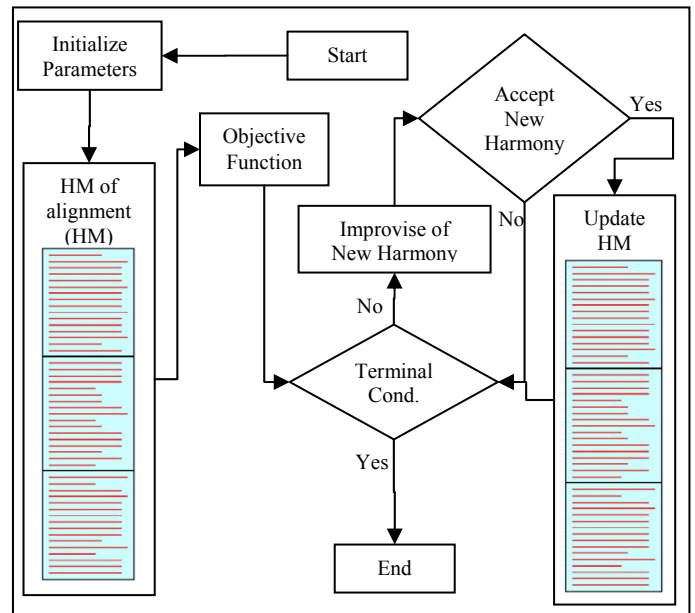 Initialize
Parameters
Start
HM of
alignment
(HM)
Objective
Function
Accept
New
Harmony
Yes
No
Improvise of
New Harmony
No
Update
HM
Terminal
Cond.
Yes
End